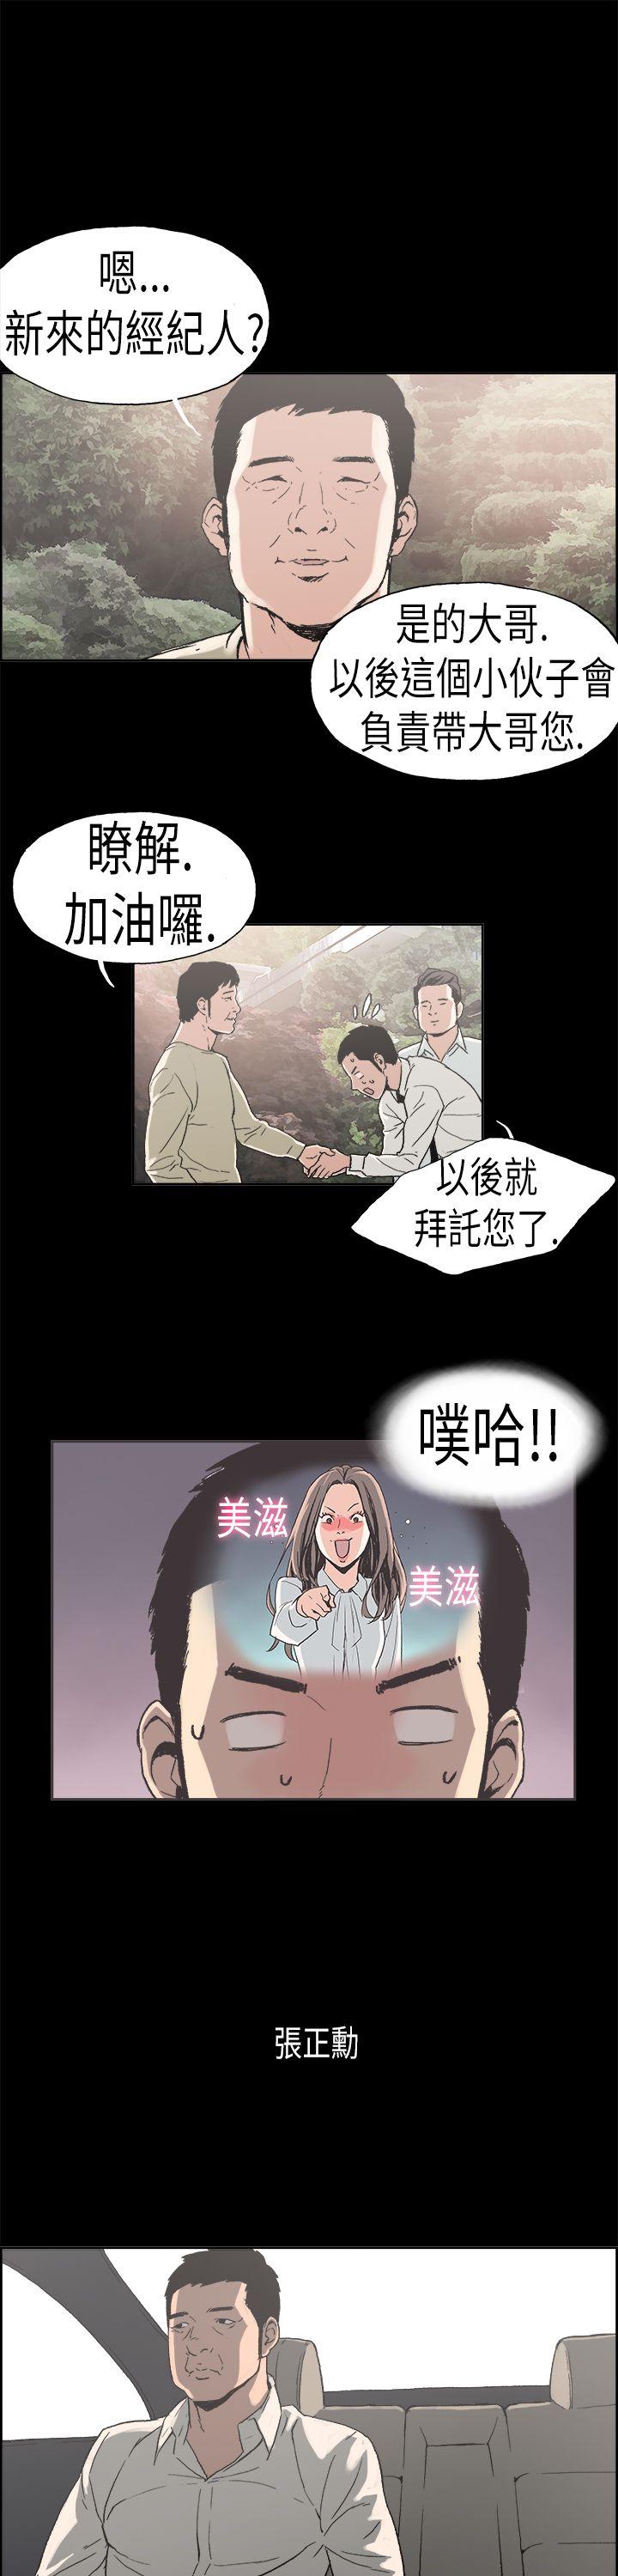 嗯...
新來的經紀人?
是的大哥.
以後這個小伙子會
負責帶大哥您.
瞭解.
加油囉.
以後就
拜託您了.
噗哈!!
美滋
美滋
張正勳